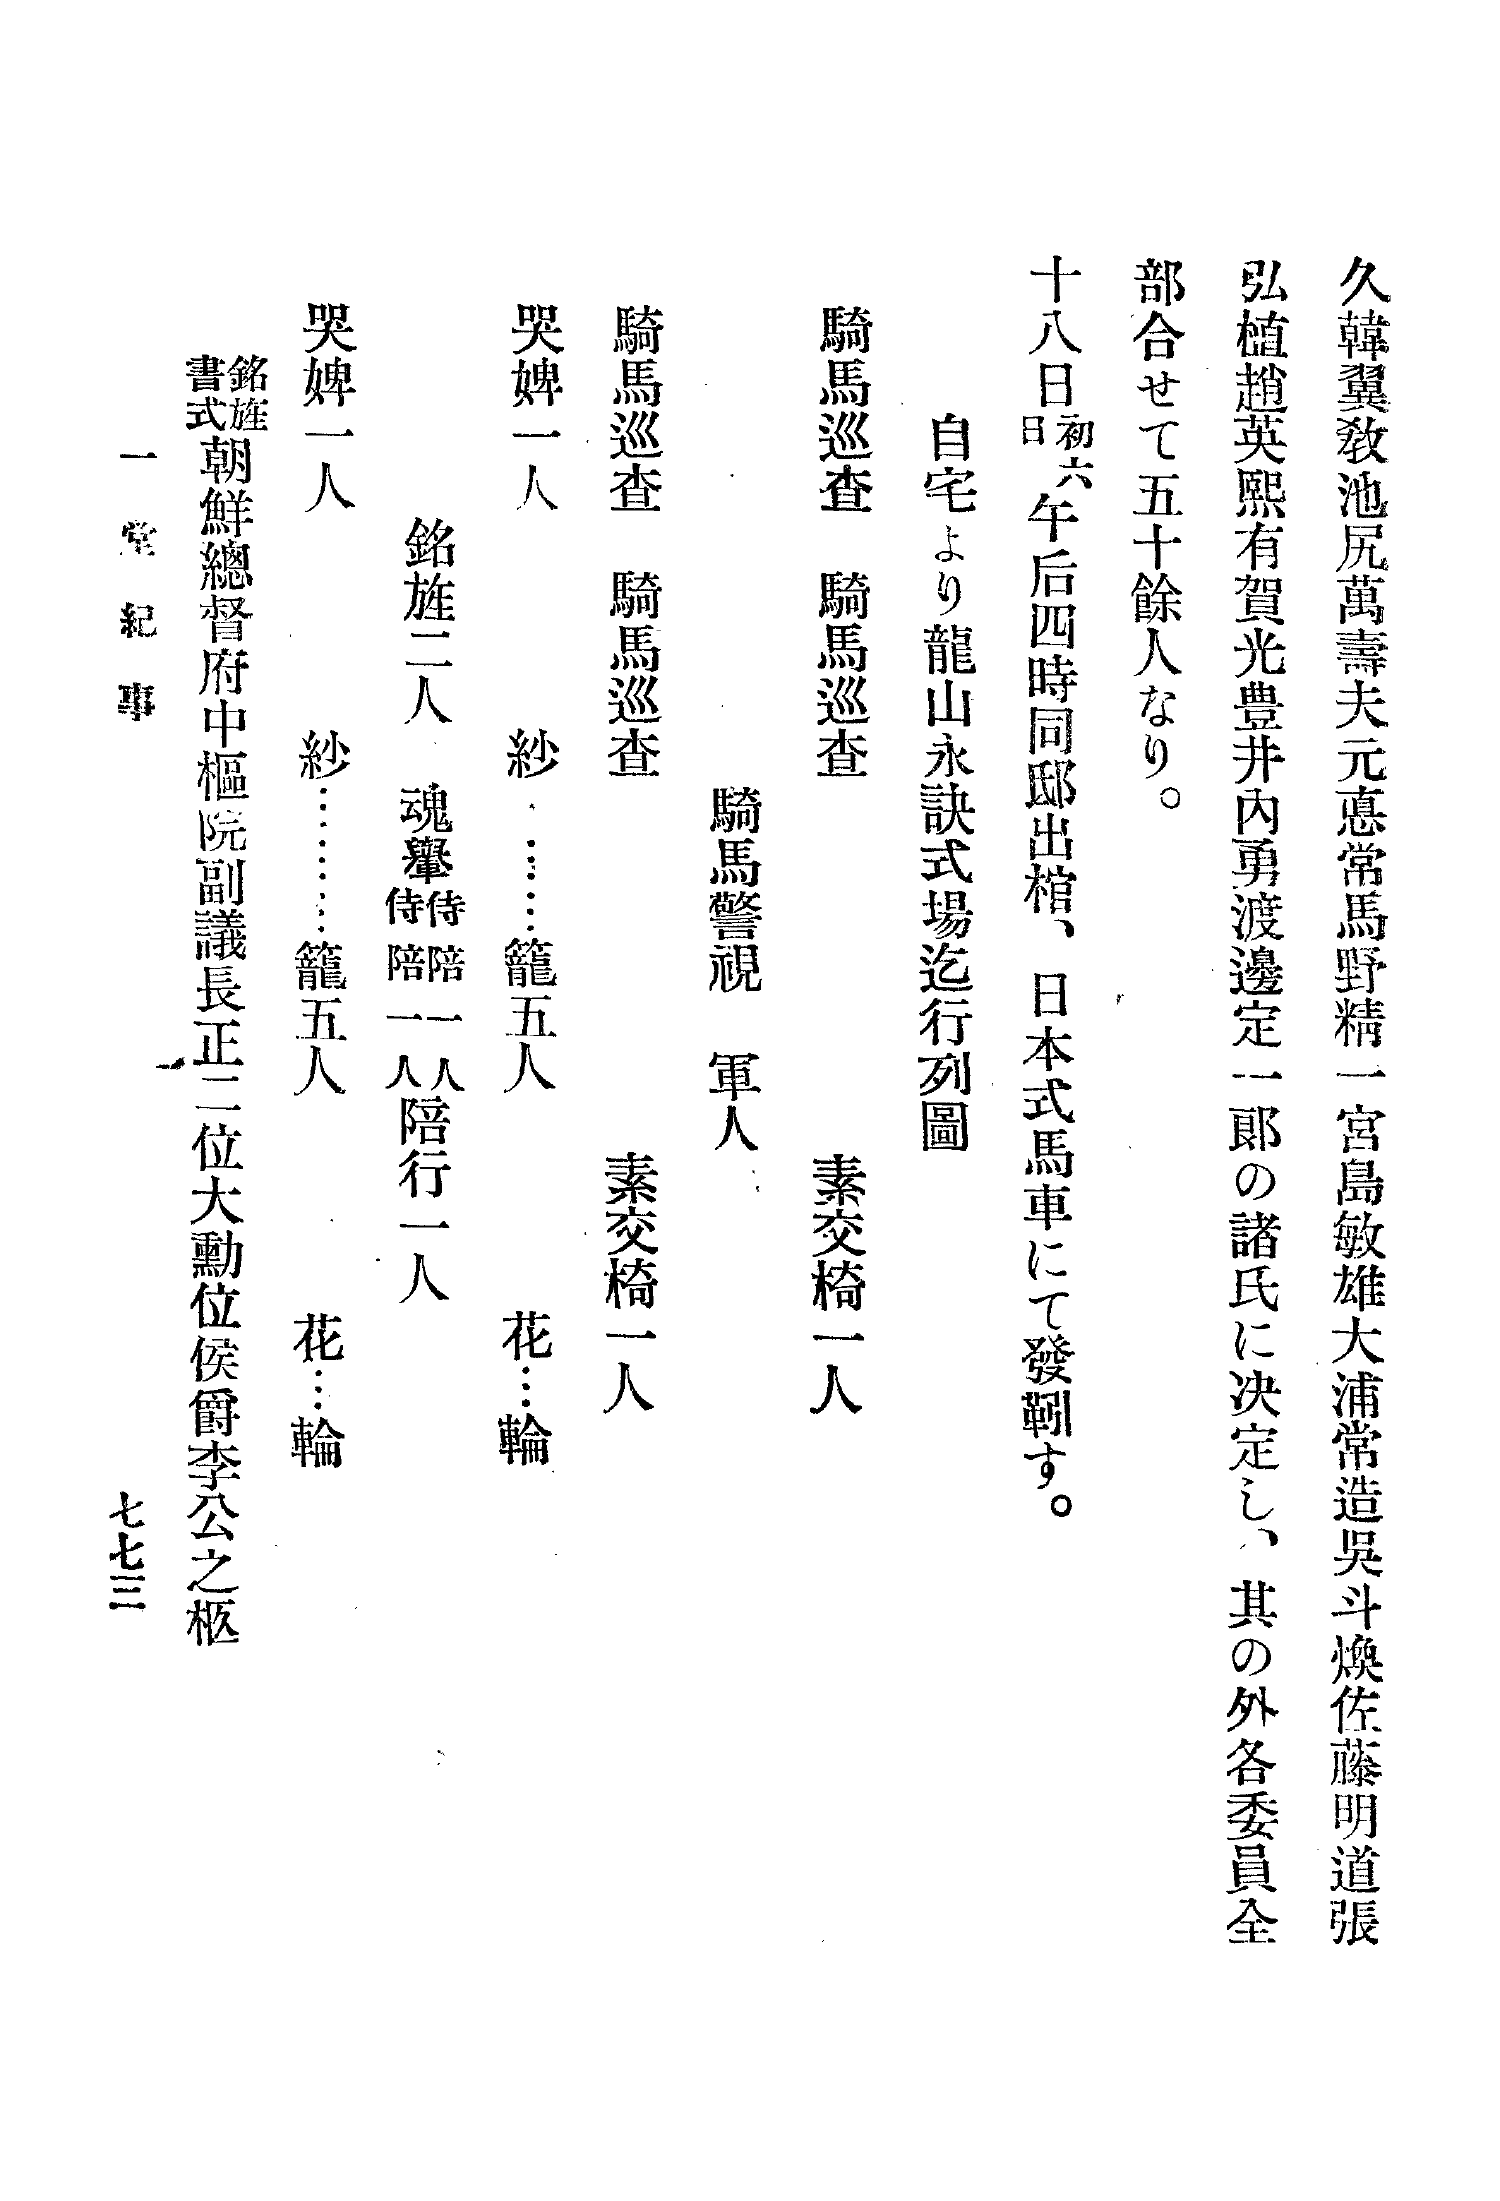 久韓翼敎池尻萬壽夫元悳常馬野精一宮島敏雄大浦常造吳斗煥佐藤明道張
弘植趙英熙有賀光豊井內勇渡邊定一郞の諸氏に决定し、其の外各委員全
部合せて五十餘人なり。
十八日初六日午后四時同邸出棺、日本式馬車にて發靷す。
自宅より龍山永訣式場迄行列圖
騎馬巡查　騎馬巡查　素交椅一人
騎馬警視　軍人
騎馬巡查　騎馬巡查　素交椅一人
哭婢一人　紗………籠五人　花…輪
銘旌二人　魂轝侍陪一人侍陪一人陪行一人
哭婢一人　紗………籠五人　花…輪
銘旌書式朝鮮總督府中樞院副議長正二位大勳位侯爵李公之柩
一堂紀事　七七三